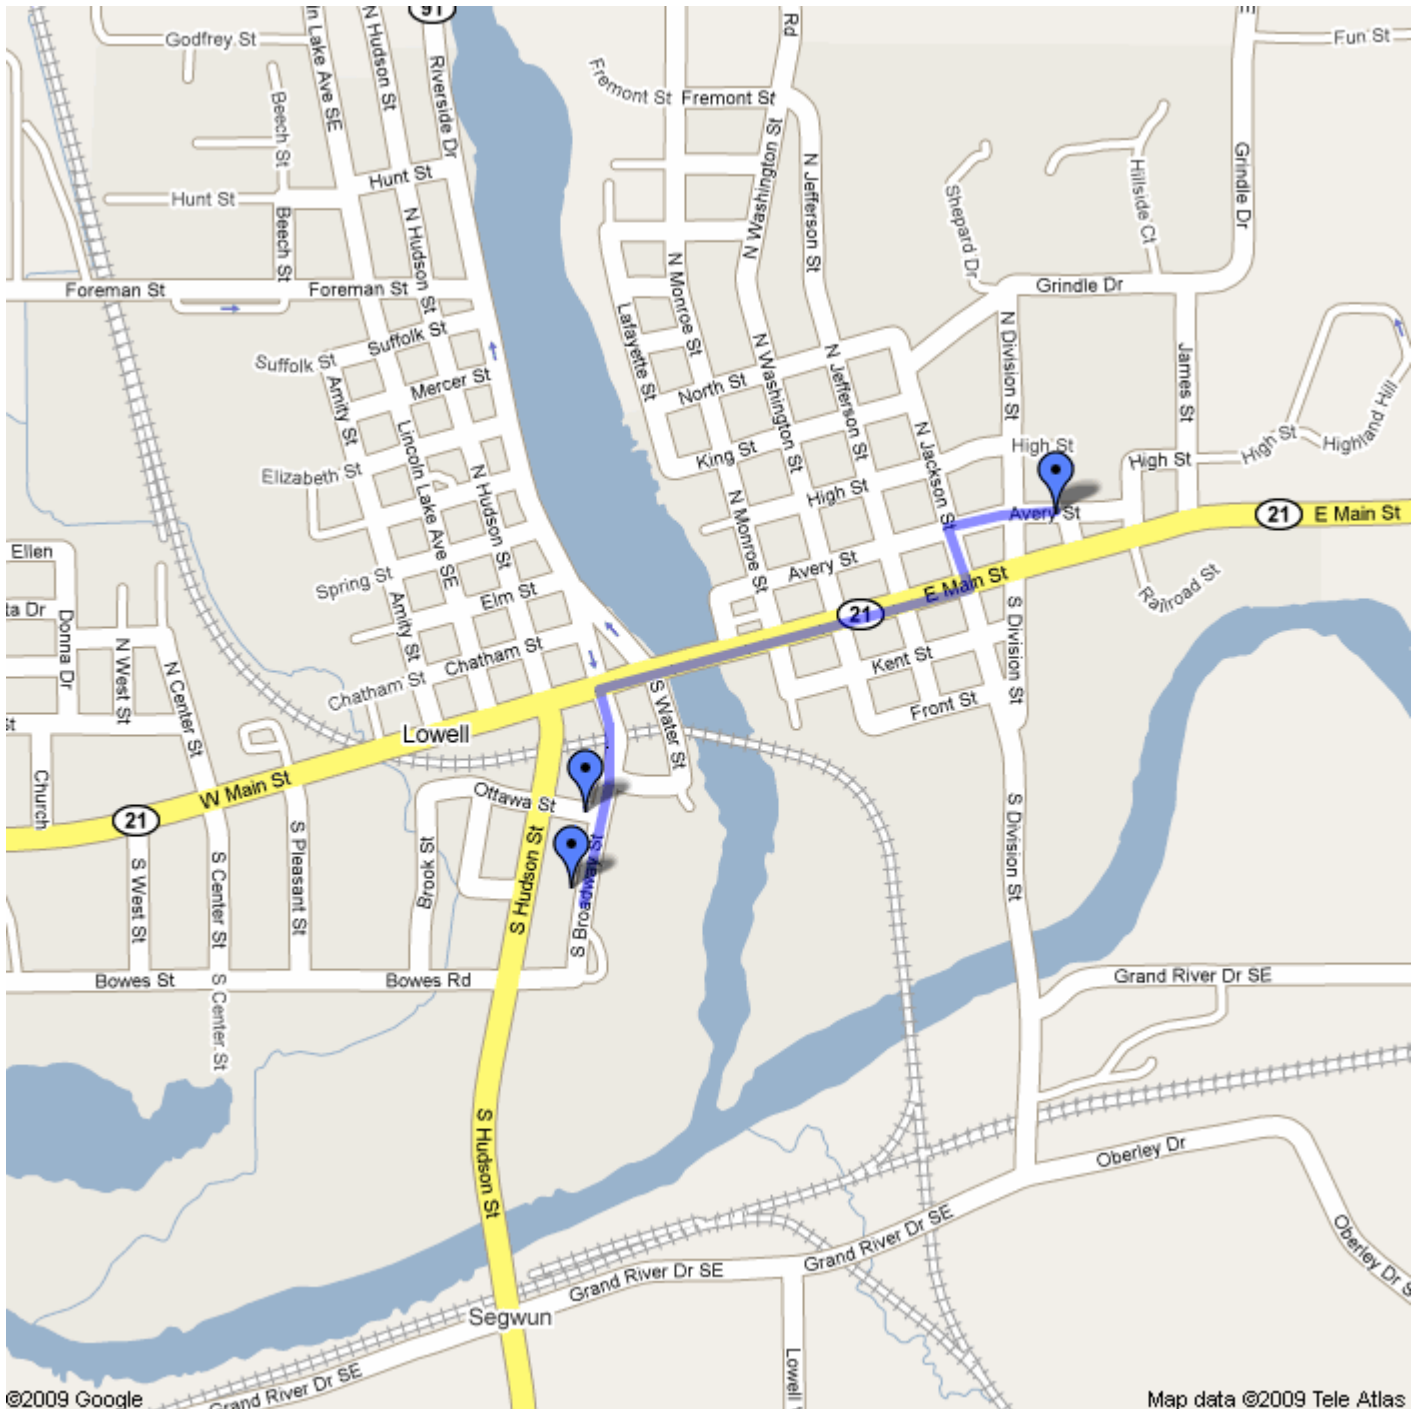 91
Godfrey St
in Lake Ave SE
N Hudson St
Riverside Dr
Rd
Fun St
Fremont St
Fremont St
Beech St
N Washington St
N Jefferson St
Grindle Dr
Hunt St
Hunt St
Hillside Ct
Shepard Dr
Beech St
N Hudson St
Foreman St
Foreman St
N Monroe St
Grindle Dr
Lafayette St
N Division St
Suffolk St
Suffolk St
N Washington St
N Jefferson St
James St
Mercer St
North St
Amity St
Highland Hill
Lincoln Lake Ave SE
N Jackson St
High St
High St
High St
King St
Elizabeth St
N Hudson St
High St
N Monroe St
Avery St
21
E Main St
Ellen
Avery St
Spring St
E Main St
Railroad St
ta Dr
Elm St
Amity St
21
Donna Dr
N West St
N Center St
Chatham St
Kent St
S Division St
Chatham St
S Water St
Front St
st
Lowell
Church
W Main St
Ottawa St
21
S West St
S Center St
S Pleasant St
Brook St
S Hudson St
S Broadway St
S Division St
Bowes St
Bowes Rd
Grand River Dr SE
S Center St
S Hudson St
Oberley Dr
Grand River Dr SE
Oberley Dr S
Grand River Dr SE
Segwun
Lowell
Grand River Dr SE
©2009 Google
Map data ©2009 Tele Atlas